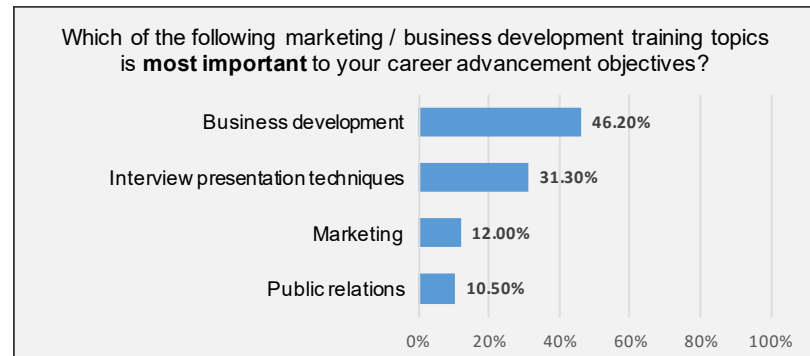 Which of the following marketing / business development training topics
is most important to your career advancement objectives?
Business development
46.20%
Interview presentation techniques
31.30%
Marketing
12.00%
Public relations
10.50%
0% 20% 40% 60% 80% 100%